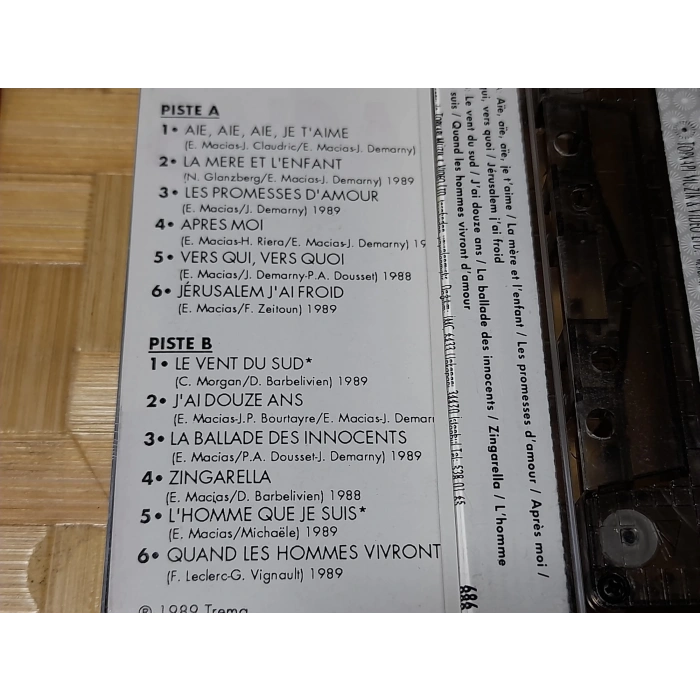 PISTE A
1• AIE, AIE, AIE, JE T'AIME
(E. Macias-J. Claudric/E. Macias-J. Demarny)
2• LA MERE ET L'ENFANT
(N. Glanzberg/E. Macias-J. Demarny) 1989
3• LES PROMESSES D'AMOUR
(E. Macias/J. Demarny) 1989
4• APRES MOI
(E. Macias-H. Riera/E. Macias-J. Demarny) 19
5• VERS QUI, VERS QUOI
(E. Macias/J. Demarny-P.A. Dousset) 1988
6• JÉRUSALEM J'AI FROID
(E. Macias/F. Zeitoun) 1989
PISTE B
1• LE VENT DU SUD*
(C. Morgan/D. Barbelivien) 1989
2• J'AI DOUZE ANS
(E. Macias-J.P. Bourtayre/E. Macias-J. Demarn
3• LA BALLADE DES INNOCENTS
(E. Macias/P.A. Dousset-J. Demarny) 1989
4• ZINGARELLA
(E. Macias/D. Barbelivien) 1988
5• L'HOMME QUE JE SUIS*
(E. Macias/Michaële) 1989
6• QUAND LES HOMMES VIVRONT
(F. Leclerc-G. Vignault) 1989
℗ 1989 Trema
Aïe, aïe, aïe, je t'aime / La mère et l'enfant / Les promesses d'amour / Après moi /
qui, vers quoi / Jérusalem j'ai froid
Le vent du sud / J'ai douze ans / La ballade des innocents / Zingarella / L'homme
suis / Quand les hommes vivront d'amour
686